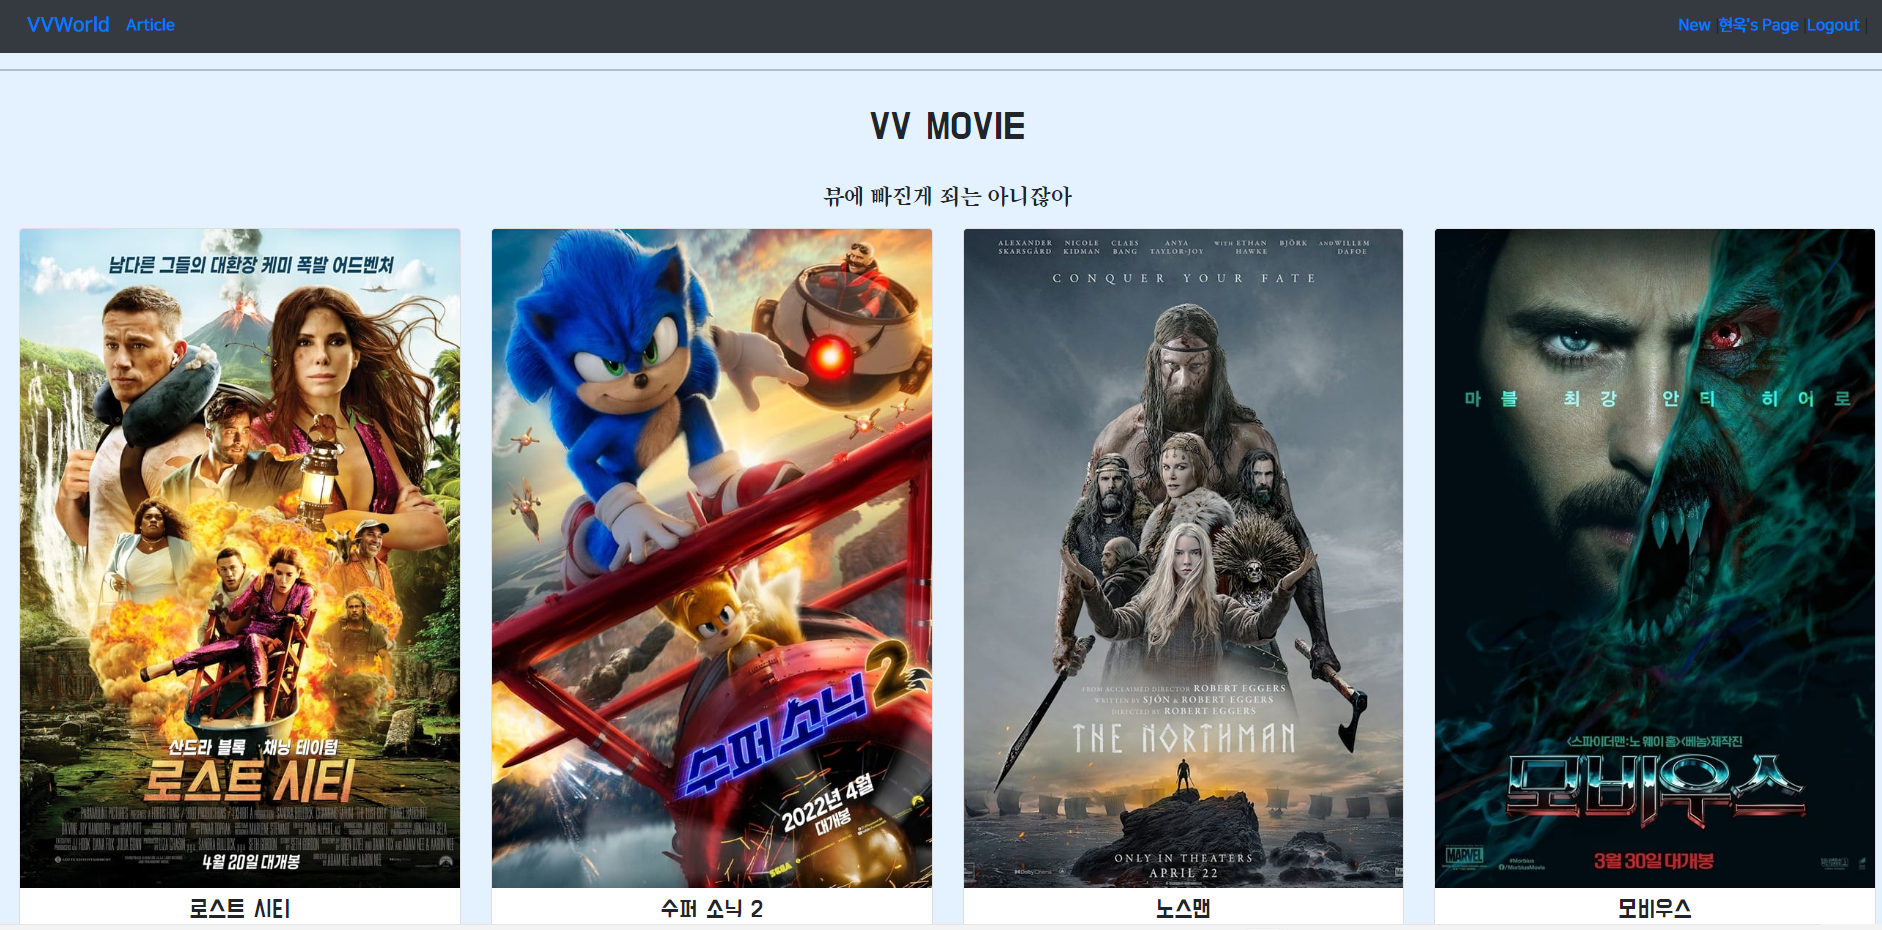 VVWorld Article New 현욱's Page Logout
VV MOVIE
뷰에 빠진게 죄는 아니잖아
남다른 그들의 대환장 케미 폭발 어드벤처
산드라 블록 채닝 테이텀
로스트 시티
4월 20일 대개봉
로스트 시티
수퍼 소닉 2
2022년 4월
대개봉
SEGA
수퍼 소닉 2
ALEXANDER SKARSGÅRD NICOLE KIDMAN CLAES BANG ANYA TAYLOR-JOY WITH ETHAN HAWKE BJÖRK AND WILLEM DAFOE
CONQUER YOUR FATE
FROM ACCLAIMED DIRECTOR ROBERT EGGERS
WRITTEN BY SJÓN & ROBERT EGGERS
DIRECTED BY ROBERT EGGERS
THE NORTHMAN
ONLY IN THEATERS
APRIL 22
노스맨
마블 최강 안티 히어로
<스파이더맨: 노 웨이 홈><베놈>제작진
모비우스
MARVEL
#Morbius
/MorbiusMovie
3월 30일 대개봉
모비우스